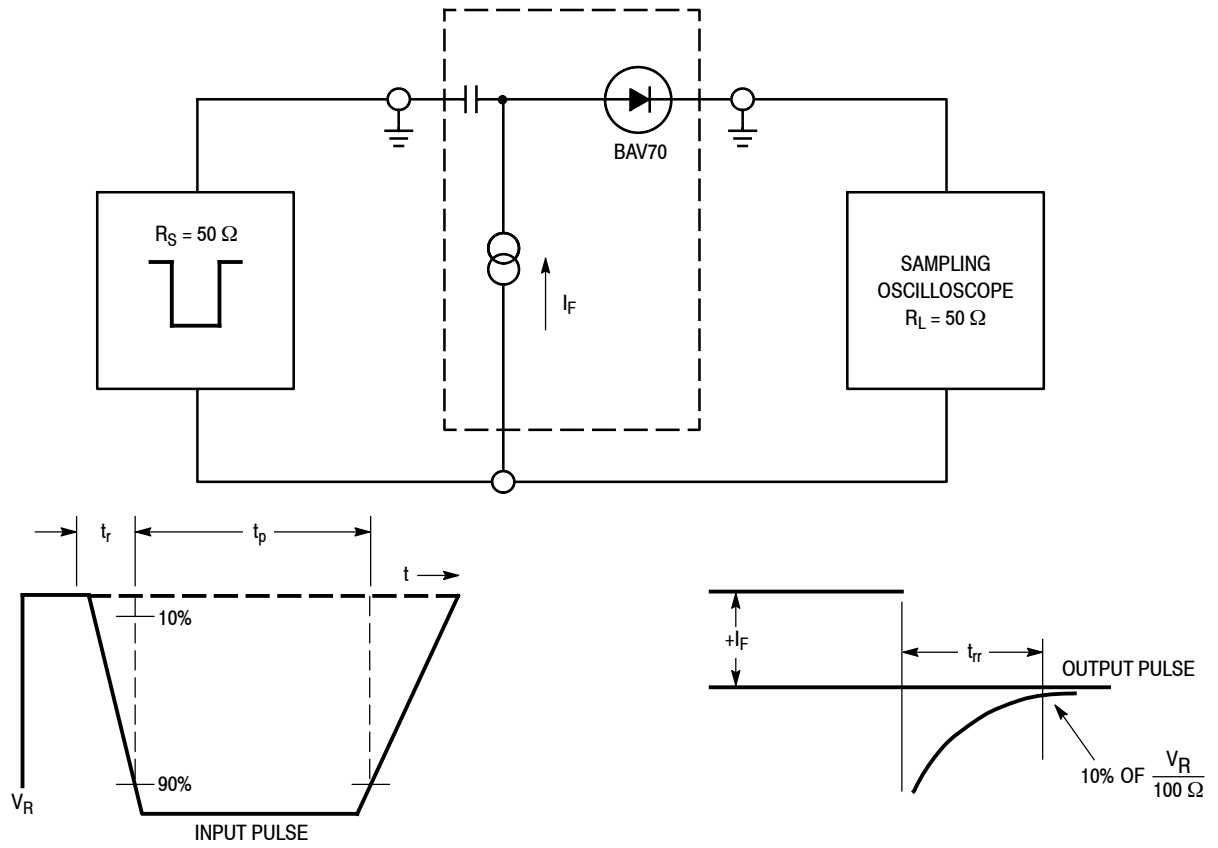 BAV70
R_S = 50 Ω
I_F
SAMPLING
OSCILLOSCOPE
R_L = 50 Ω
t_r
t_p
t
10%
90%
V_R
INPUT PULSE
+I_F
t_rr
OUTPUT PULSE
10% OF V_R
100 Ω